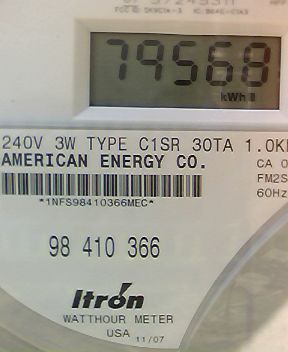 79568
kWh
240V 3W TYPE C1SR 30TA 1.0K
AMERICAN ENERGY CO.
CA 0
FM2S
60Hz
*1NFS98410366MEC*
98 410 366
Itron
WATTHOUR METER
USA 11/07